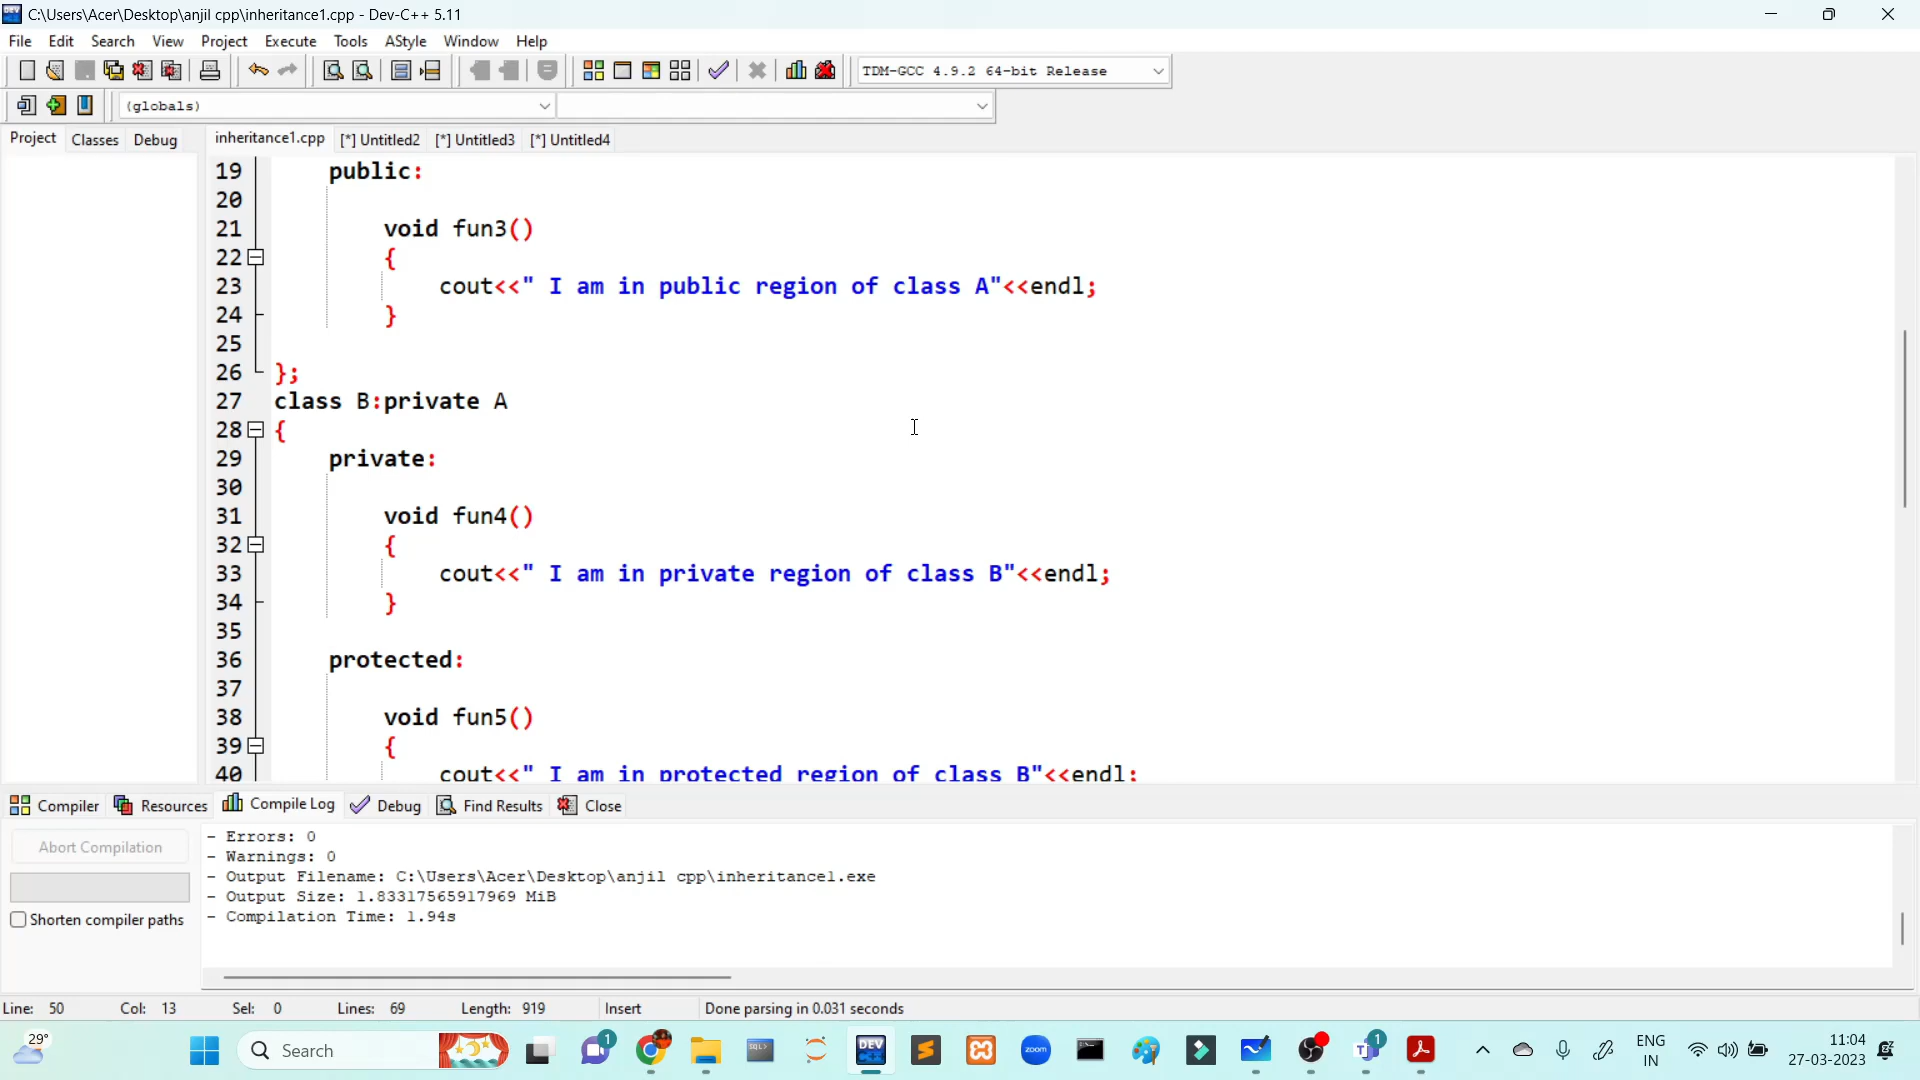 C:\Users\Acer\Desktop\anjil cpp\inheritance1.cpp - Dev-C++ 5.11
File Edit Search View Project Execute Tools AStyle Window Help
TDM-GCC 4.9.2 64-bit Release
(globals)
Project Classes Debug inheritance1.cpp [*] Untitled2 [*] Untitled3 [*] Untitled4
19 public:
20
21 void fun3()
22 {
23 cout<<" I am in public region of class A"<<endl;
24 }
25
26 };
27 class B:private A
28 {
29 private:
30
31 void fun4()
32 {
33 cout<<" I am in private region of class B"<<endl;
34 }
35
36 protected:
37
38 void fun5()
39 {
40 cout<<" I am in protected region of class B"<<endl;
Compiler Resources Compile Log Debug Find Results Close
Abort Compilation
Shorten compiler paths
- Errors: 0
- Warnings: 0
- Output Filename: C:\Users\Acer\Desktop\anjil cpp\inheritance1.exe
- Output Size: 1.83317565917969 MiB
- Compilation Time: 1.94s
Line: 50 Col: 13 Sel: 0 Lines: 69 Length: 919 Insert Done parsing in 0.031 seconds
29°
Search
1
SQL>
DEV C++
zoom
1
ENG
IN
11:04
27-03-2023